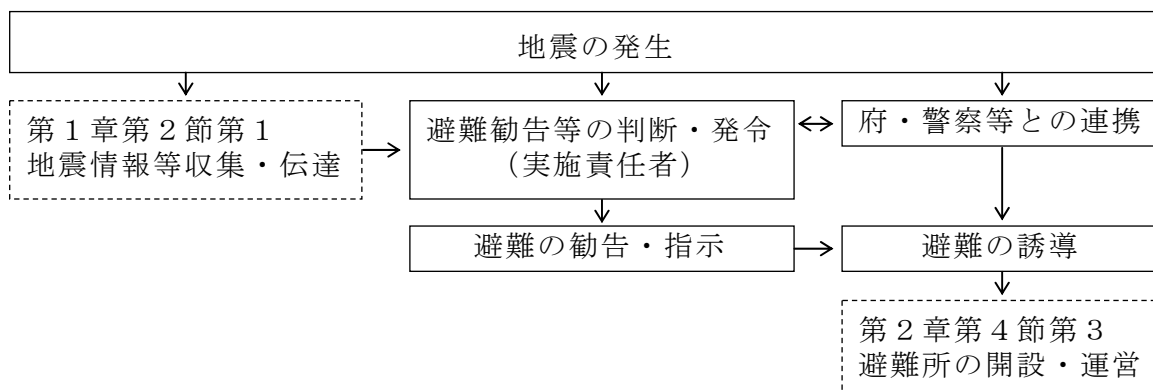 地震の発生
第１章第２節第１
地震情報等収集・伝達
避難勧告等の判断・発令
（実施責任者）
府・警察等との連携
避難の勧告・指示
避難の誘導
第２章第４節第３
避難所の開設・運営